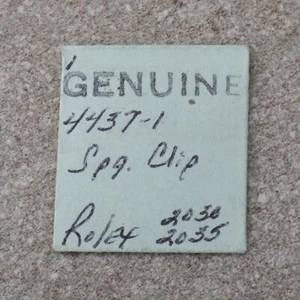 GENUINE
4437-1
Spg. Clip
Rolex 2030
2035